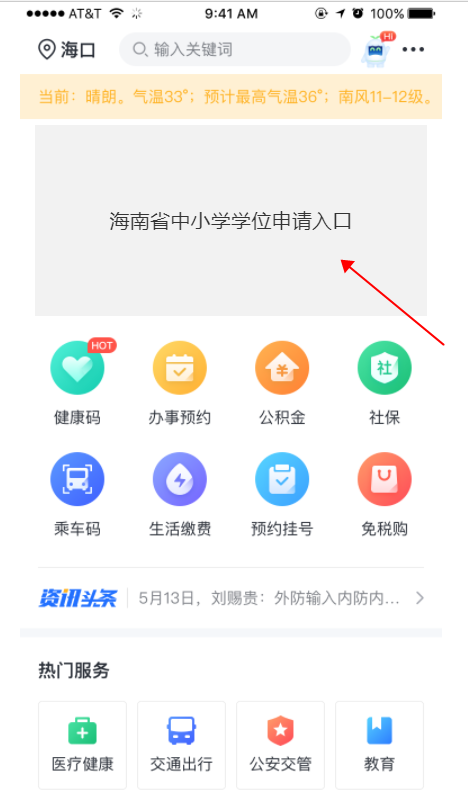 AT&T 9:41 AM 100%
海口 输入关键词 HI
当前：晴朗。气温33°；预计最高气温36°；南风11-12级。
海南省中小学学位申请入口
HOT
健康码 办事预约 公积金 社保
乘车码 生活缴费 预约挂号 免税购
资讯头条 5月13日，刘赐贵：外防输入内防内...
热门服务
医疗健康 交通出行 公安交管 教育